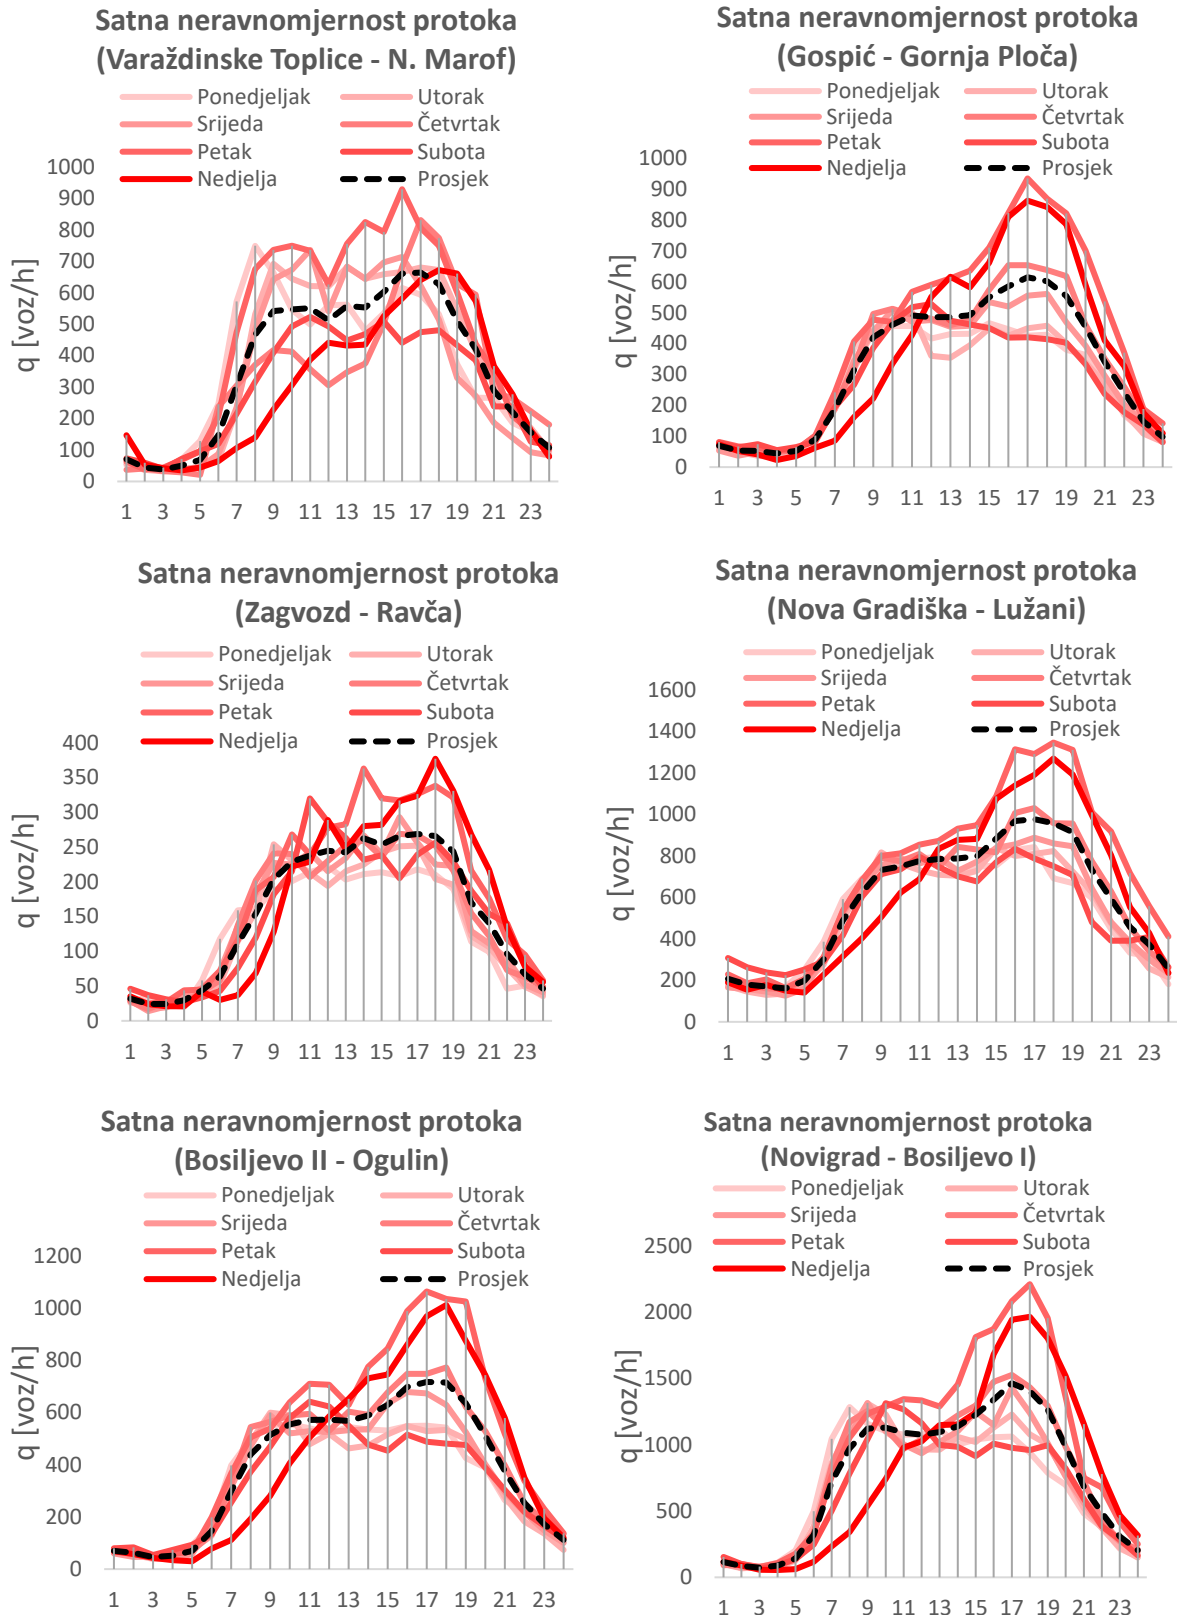 Satna neravnomjernost protoka
(Varaždinske Toplice - N. Marof)
Ponedjeljak Utorak
Srijeda Četvrtak
Petak Subota
Nedjelja Prosjek
q [voz/h]
1000
900
800
700
600
500
400
300
200
100
0
1 3 5 7 9 11 13 15 17 19 21 23
Satna neravnomjernost protoka
(Gospić - Gornja Ploča)
Ponedjeljak Utorak
Srijeda Četvrtak
Petak Subota
Nedjelja Prosjek
q [voz/h]
1000
900
800
700
600
500
400
300
200
100
0
1 3 5 7 9 11 13 15 17 19 21 23
Satna neravnomjernost protoka
(Zagvozd - Ravča)
Ponedjeljak Utorak
Srijeda Četvrtak
Petak Subota
Nedjelja Prosjek
q [voz/h]
400
350
300
250
200
150
100
50
0
1 3 5 7 9 11 13 15 17 19 21 23
Satna neravnomjernost protoka
(Nova Gradiška - Lužani)
Ponedjeljak Utorak
Srijeda Četvrtak
Petak Subota
Nedjelja Prosjek
q [voz/h]
1600
1400
1200
1000
800
600
400
200
0
1 3 5 7 9 11 13 15 17 19 21 23
Satna neravnomjernost protoka
(Bosiljevo II - Ogulin)
Ponedjeljak Utorak
Srijeda Četvrtak
Petak Subota
Nedjelja Prosjek
q [voz/h]
1200
1000
800
600
400
200
0
1 3 5 7 9 11 13 15 17 19 21 23
Satna neravnomjernost protoka
(Novigrad - Bosiljevo I)
Ponedjeljak Utorak
Srijeda Četvrtak
Petak Subota
Nedjelja Prosjek
q [voz/h]
2500
2000
1500
1000
500
0
1 3 5 7 9 11 13 15 17 19 21 23